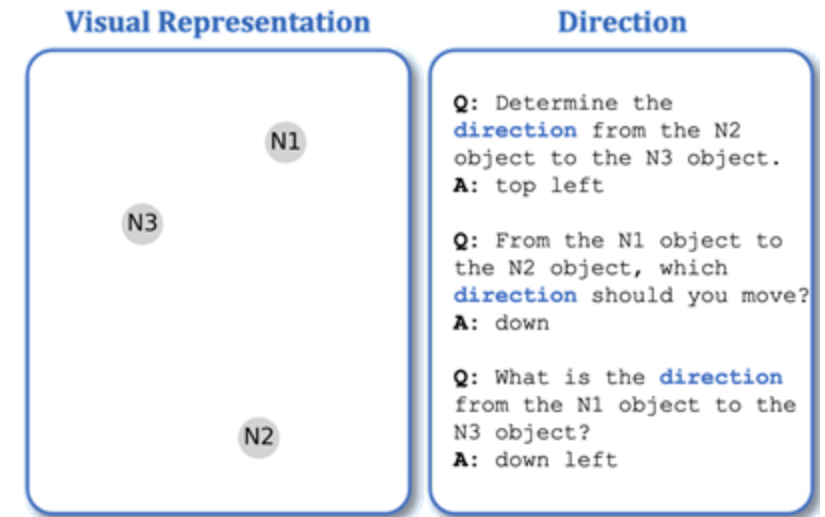 Visual Representation
N1
N3
N2
Direction
Q: Determine the
direction from the N2
object to the N3 object.
A: top left
Q: From the N1 object to
the N2 object, which
direction should you move?
A: down
Q: What is the direction
from the N1 object to the
N3 object?
A: down left